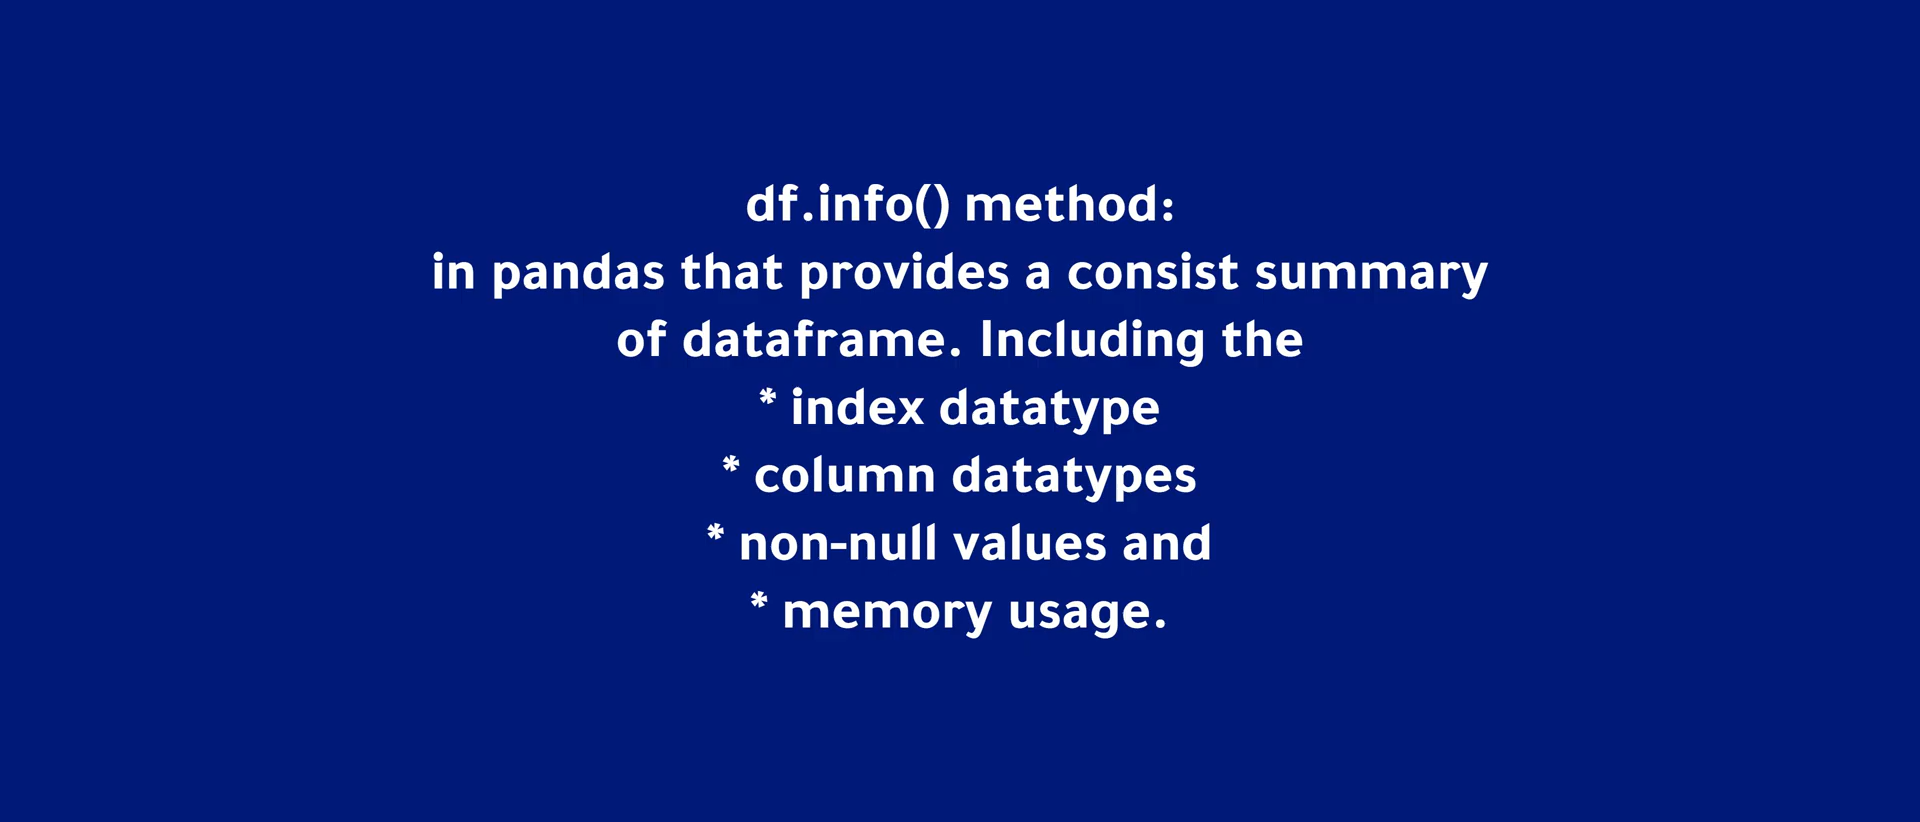 df.info() method:
in pandas that provides a consist summary
of dataframe. Including the
* index datatype
* column datatypes
* non-null values and
* memory usage.